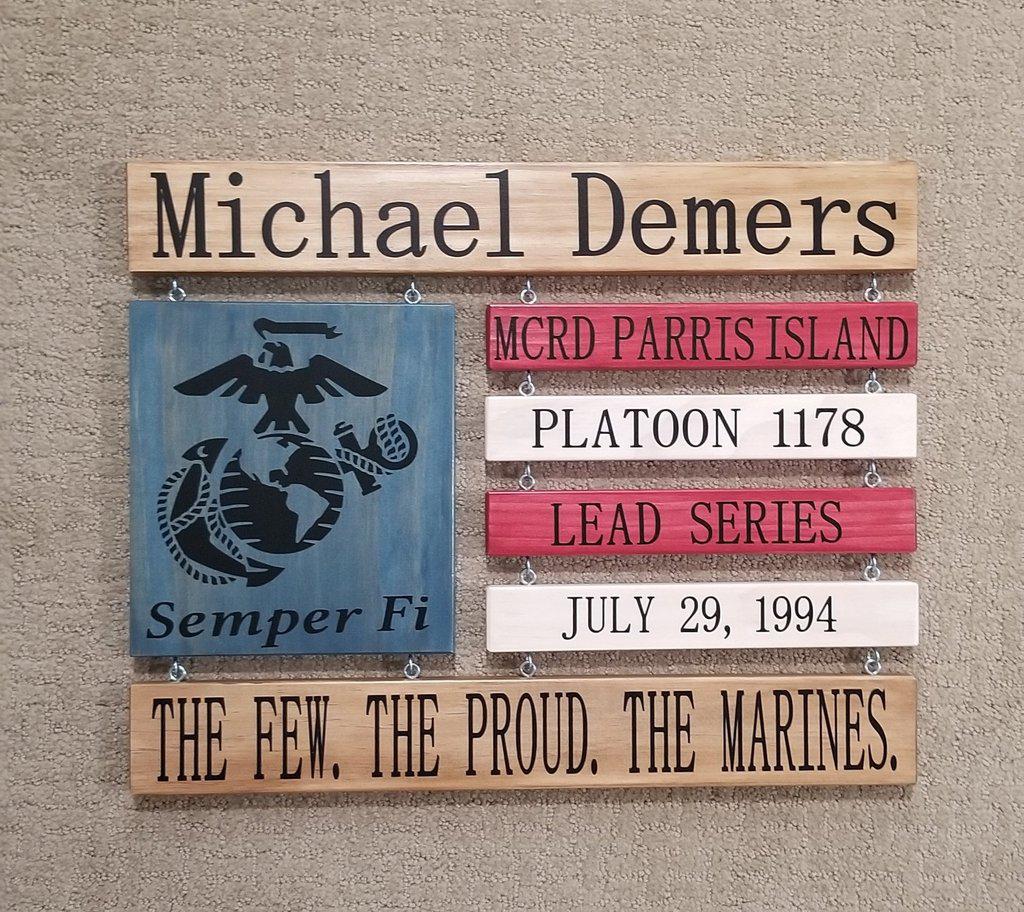 Michael Demers
Semper Fi
MCRD PARRIS ISLAND
PLATOON 1178
LEAD SERIES
JULY 29, 1994
THE FEW. THE PROUD. THE MARINES.